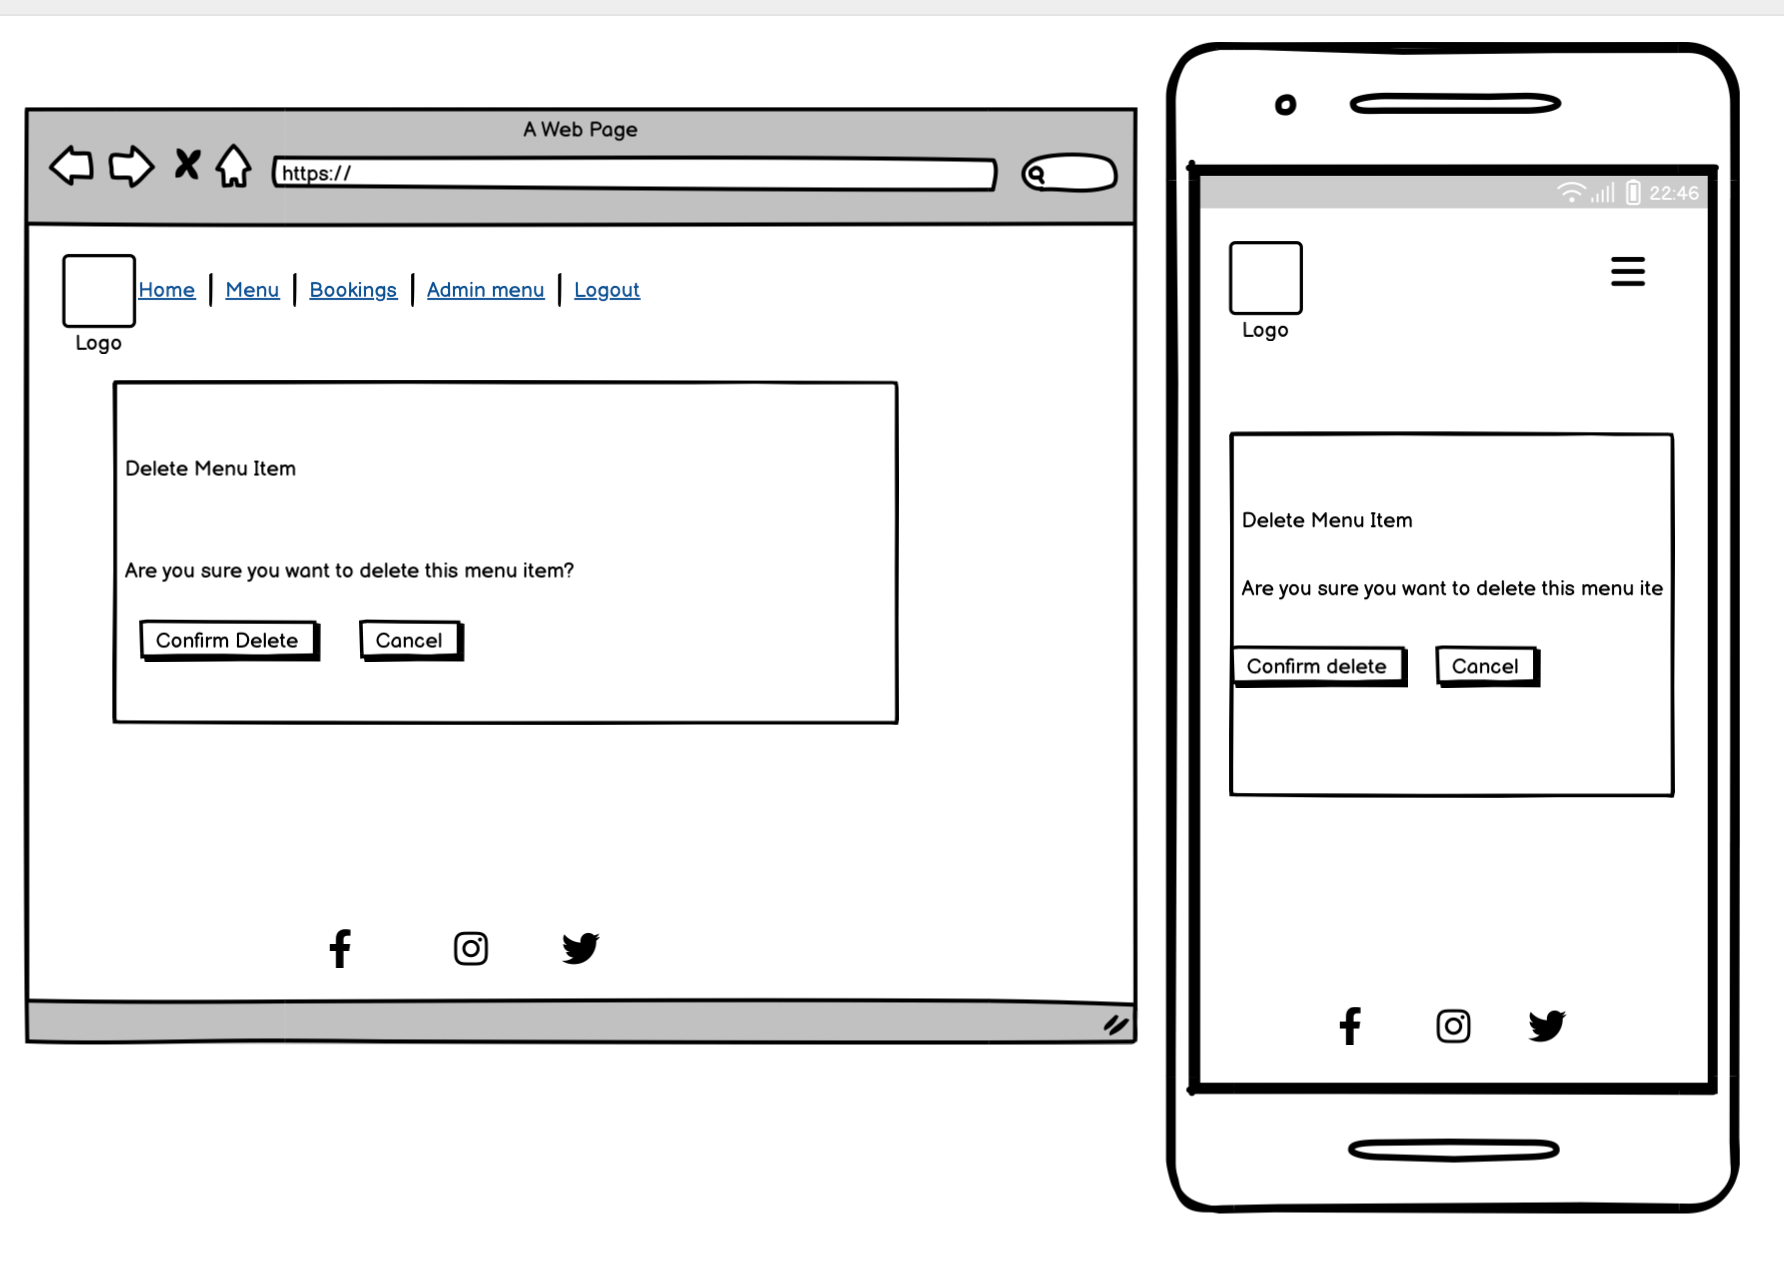 A Web Page
https://
Home | Menu | Bookings | Admin menu | Logout
Logo
Delete Menu Item
Are you sure you want to delete this menu item?
Confirm Delete
Cancel
22:46
Logo
Delete Menu Item
Are you sure you want to delete this menu ite
Confirm delete
Cancel